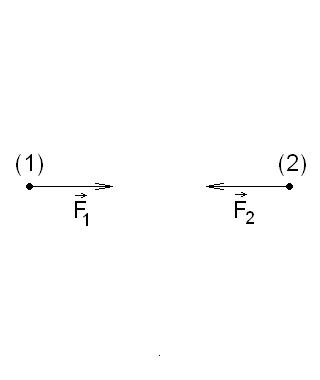 (1) (2)
F₁ F₂